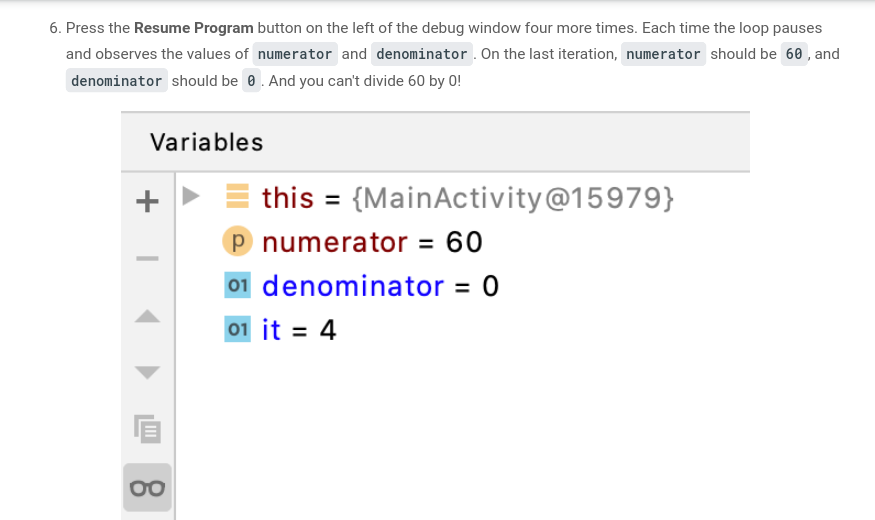 6. Press the Resume Program button on the left of the debug window four more times. Each time the loop pauses
and observes the values of numerator and denominator. On the last iteration, numerator should be 60, and
denominator should be 0. And you can't divide 60 by 0!
Variables
this = {MainActivity@15979}
p numerator = 60
01 denominator = 0
01 it = 4